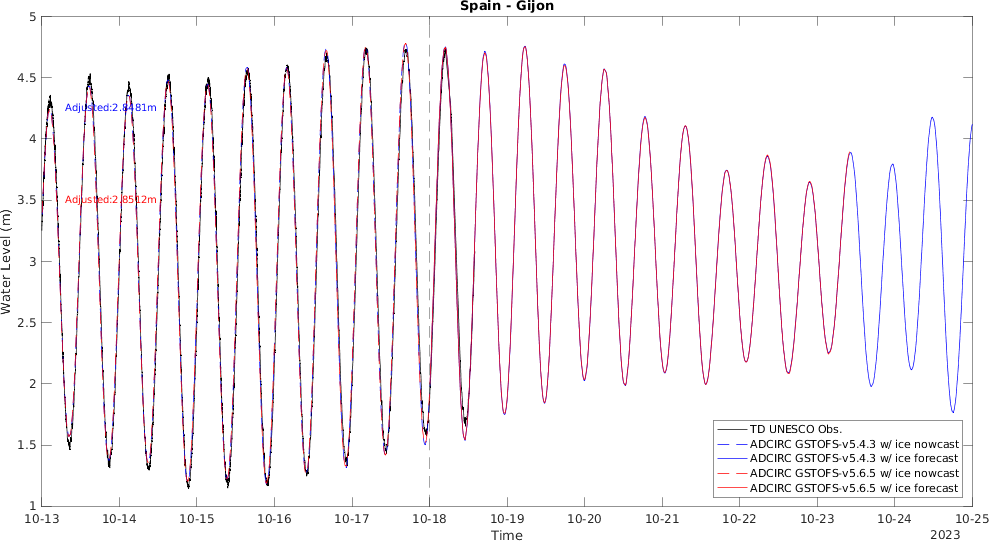 Spain - Gijon
5
4.5
4
3.5
3
2.5
2
1.5
1
Water Level (m)
Adjusted:2.8481m
Adjusted:2.8512m
TD UNESCO Obs.
ADCIRC GSTOFS-v5.4.3 w/ ice nowcast
ADCIRC GSTOFS-v5.4.3 w/ ice forecast
ADCIRC GSTOFS-v5.6.5 w/ ice nowcast
ADCIRC GSTOFS-v5.6.5 w/ ice forecast
10-13 10-14 10-15 10-16 10-17 10-18 10-19 10-20 10-21 10-22 10-23 10-24 10-25
Time
2023